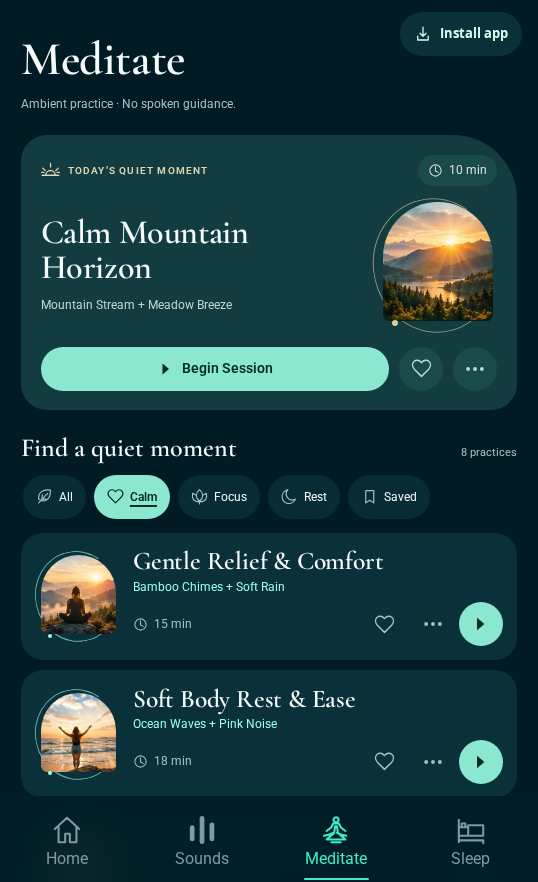 Install app
Meditate
Ambient practice · No spoken guidance.
TODAY'S QUIET MOMENT
10 min
Calm Mountain
Horizon
Mountain Stream + Meadow Breeze
Begin Session
Find a quiet moment
8 practices
All
Calm
Focus
Rest
Saved
Gentle Relief & Comfort
Bamboo Chimes + Soft Rain
15 min
Soft Body Rest & Ease
Ocean Waves + Pink Noise
18 min
Home
Sounds
Meditate
Sleep